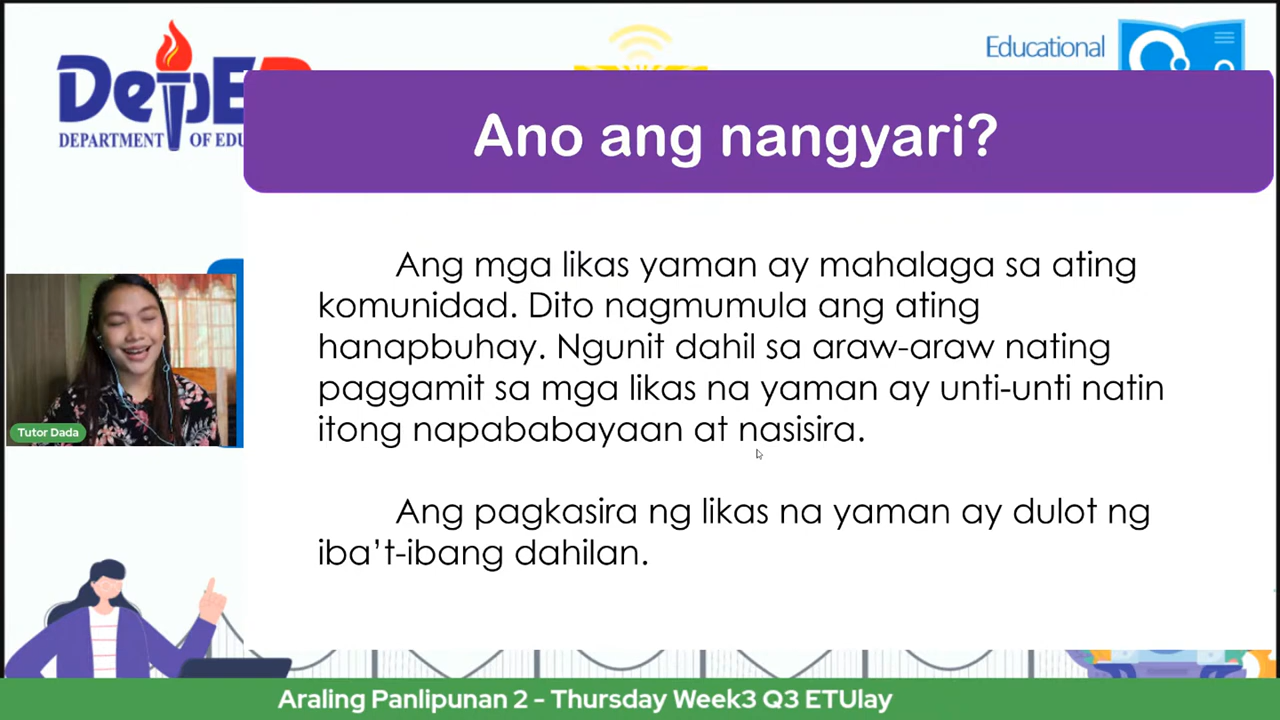 DepED
DEPARTMENT OF EDU
Educational
Ano ang nangyari?
Ang mga likas yaman ay mahalaga sa ating
komunidad. Dito nagmumula ang ating
hanapbuhay. Ngunit dahil sa araw-araw nating
paggamit sa mga likas na yaman ay unti-unti natin
itong napababayaan at nasisira.
Ang pagkasira ng likas na yaman ay dulot ng
iba't-ibang dahilan.
Tutor Dada
Araling Panlipunan 2 - Thursday Week3 Q3 ETUlay